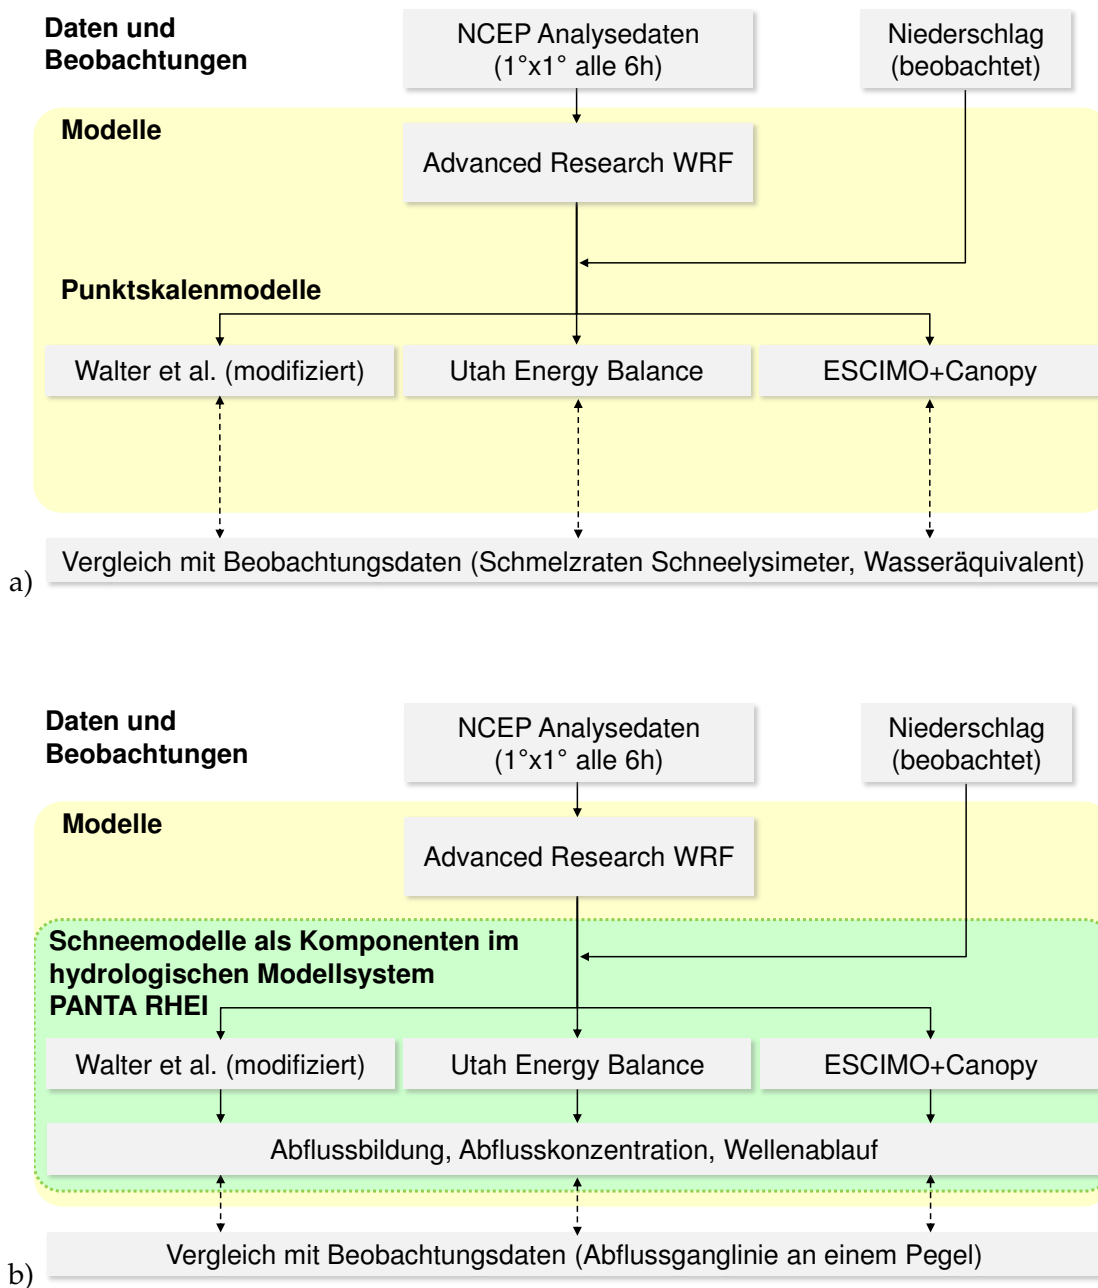 Daten und
Beobachtungen
NCEP Analysedaten
(1°x1° alle 6h)
Niederschlag
(beobachtet)
Modelle
Advanced Research WRF
Punktskalenmodelle
Walter et al. (modifiziert)
Utah Energy Balance
ESCIMO+Canopy
Vergleich mit Beobachtungsdaten (Schmelzraten Schneelysimeter, Wasseräquivalent)
a)
Daten und
Beobachtungen
NCEP Analysedaten
(1°x1° alle 6h)
Niederschlag
(beobachtet)
Modelle
Advanced Research WRF
Schneemodelle als Komponenten im
hydrologischen Modellsystem
PANTA RHEI
Walter et al. (modifiziert)
Utah Energy Balance
ESCIMO+Canopy
Abflussbildung, Abflusskonzentration, Wellenablauf
Vergleich mit Beobachtungsdaten (Abflussganglinie an einem Pegel)
b)